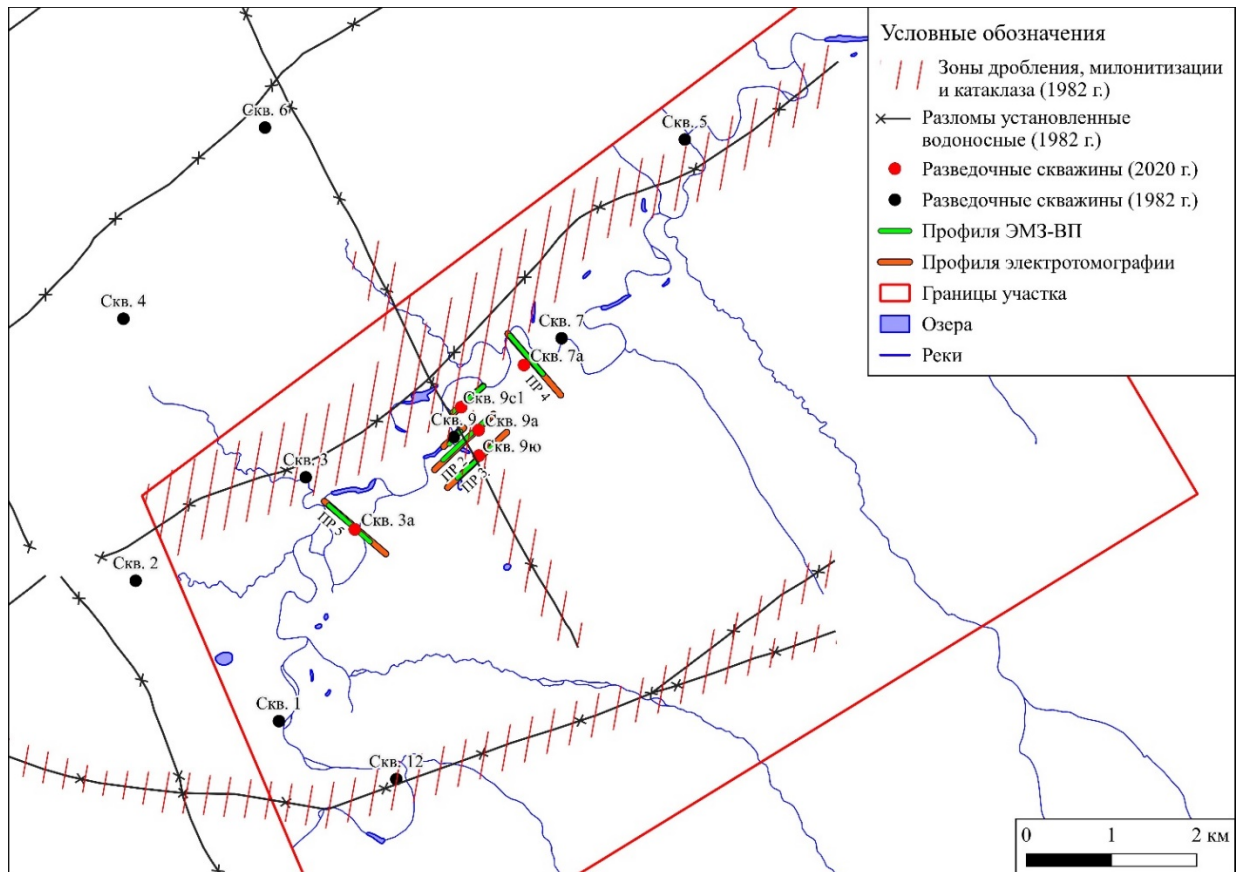 Условные обозначения
Зоны дробления, милонитизации
и катаклаза (1982 г.)
Разломы установленные
водоносные (1982 г.)
Разведочные скважины (2020 г.)
Разведочные скважины (1982 г.)
Профиля ЭМЗ-ВП
Профиля электротомографии
Границы участка
Озера
Реки
Скв. 6
Скв. 5
Скв. 4
Скв. 7
Скв. 7а
ПР.4
Скв. 9с1
Скв. 9
Скв. 9а
Скв. 9ю
ПР.2
ПР.3
Скв. 3
Скв. 3а
ПР.5
Скв. 2
Скв. 1
Скв. 12
0 1 2 км